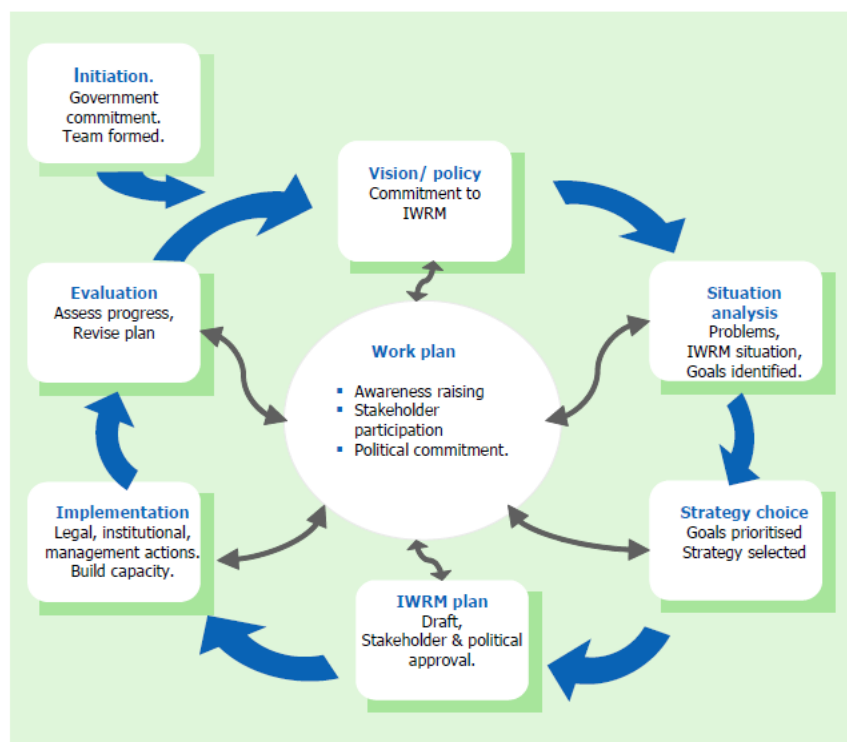 Initiation.
Government
commitment.
Team formed.
Vision/ policy
Commitment to
IWRM
Situation
analysis
Problems,
IWRM situation,
Goals identified.
Strategy choice
Goals prioritised
Strategy selected
IWRM plan
Draft,
Stakeholder & political
approval.
Implementation
Legal, institutional,
management actions.
Build capacity.
Evaluation
Assess progress,
Revise plan
Work plan
▪ Awareness raising
▪ Stakeholder
participation
▪ Political commitment.